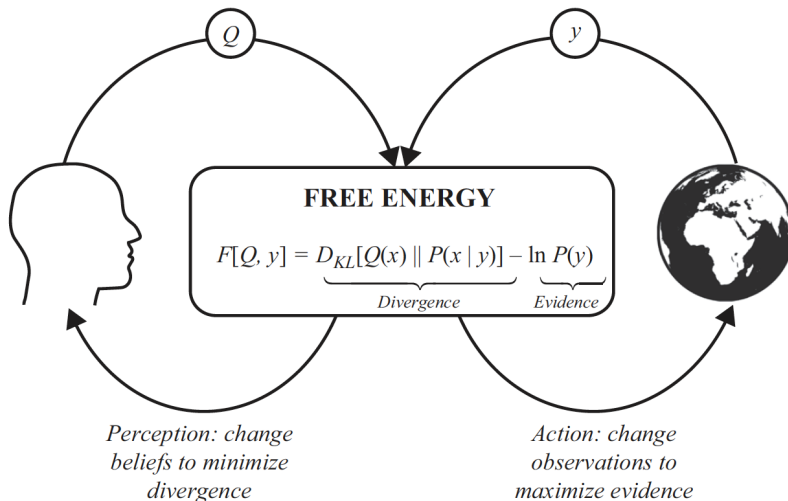 Q
y
FREE ENERGY
F[Q, y] = D_KL[Q(x) || P(x | y)] – ln P(y)
Divergence
Evidence
Perception: change
beliefs to minimize
divergence
Action: change
observations to
maximize evidence